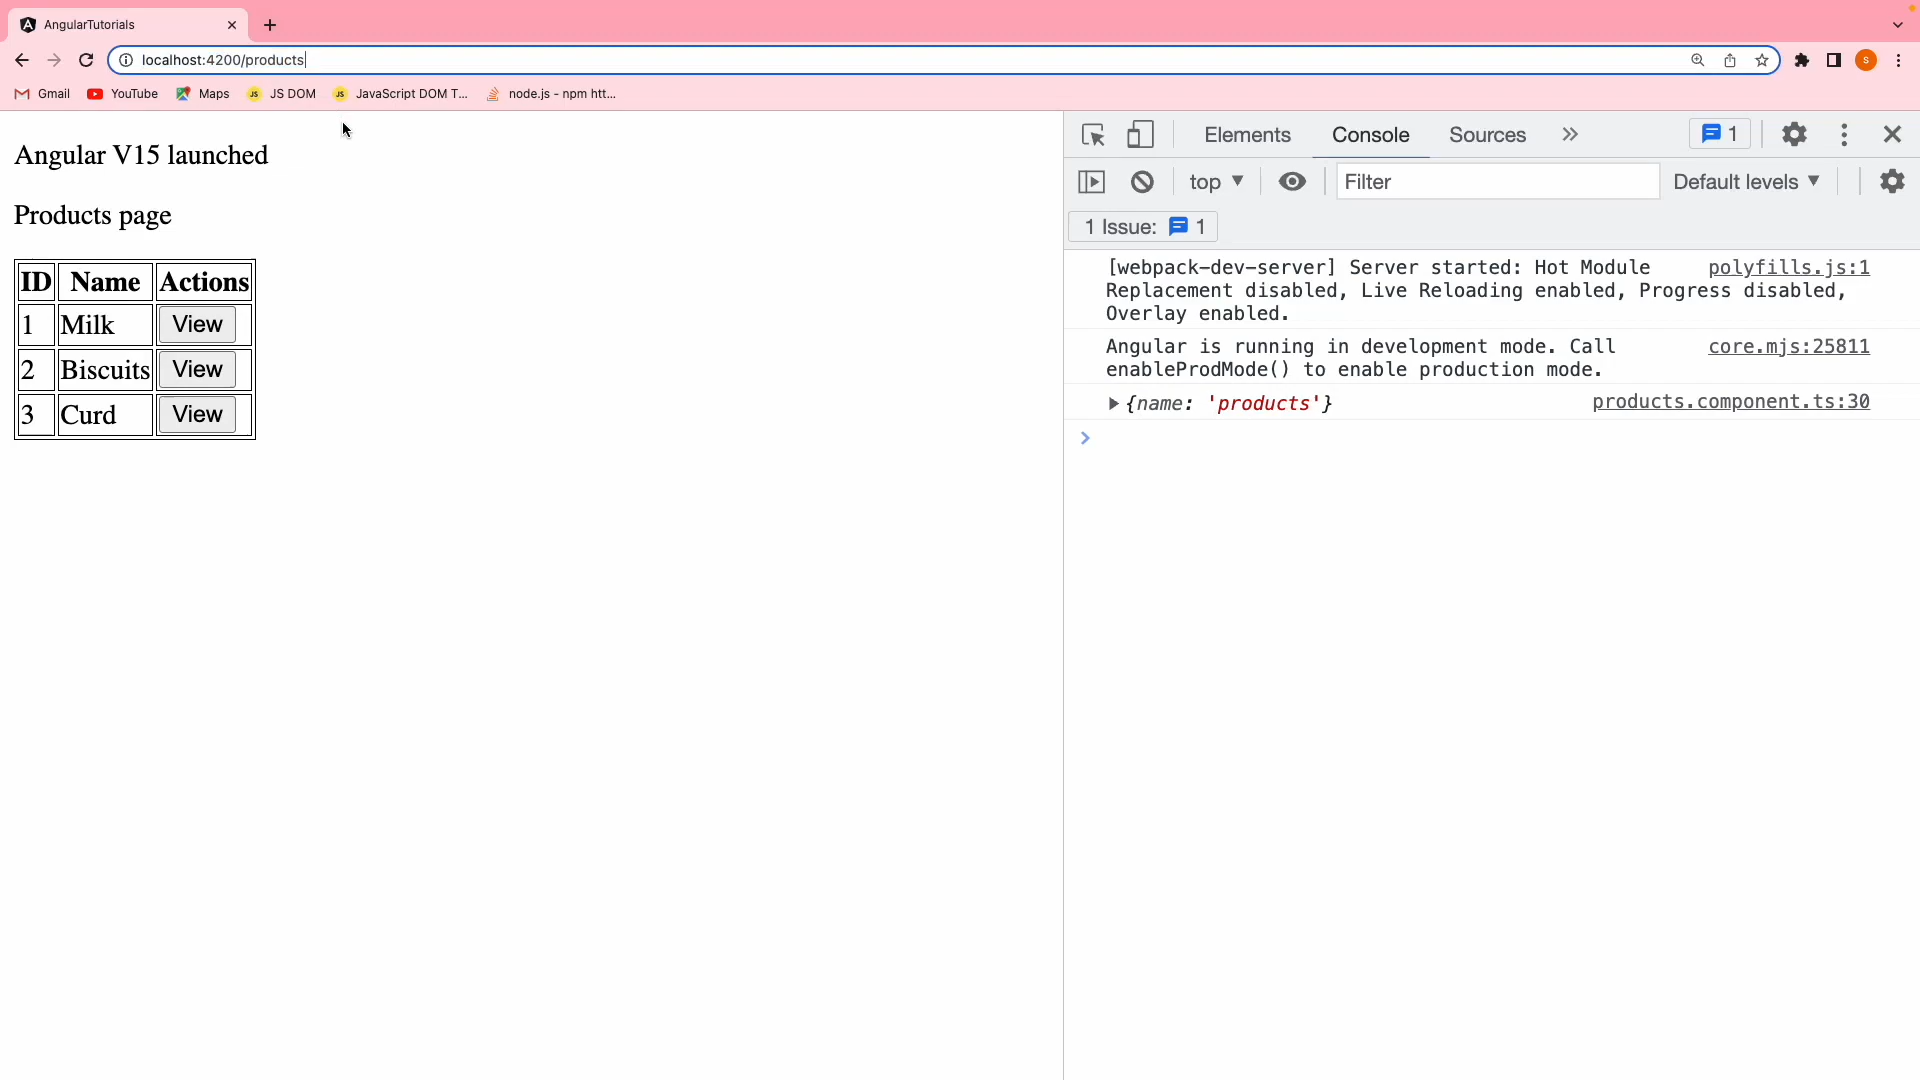 AngularTutorials
localhost:4200/products
S
Gmail YouTube Maps JS JS DOM JS JavaScript DOM T... node.js - npm htt...
Angular V15 launched
Products page
ID Name Actions
1 Milk View
2 Biscuits View
3 Curd View
Elements Console Sources 1
top Filter Default levels
1 Issue: 1
[webpack-dev-server] Server started: Hot Module polyfills.js:1
Replacement disabled, Live Reloading enabled, Progress disabled,
Overlay enabled.
Angular is running in development mode. Call core.mjs:25811
enableProdMode() to enable production mode.
{name: 'products'} products.component.ts:30